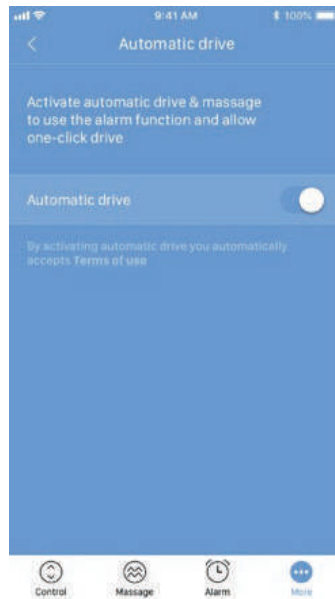 9:41 AM
100%
Automatic drive
Activate automatic drive & massage
to use the alarm function and allow
one-click drive
Automatic drive
By activating automatic drive you automatically
accepts Terms of use
Control Massage Alarm More